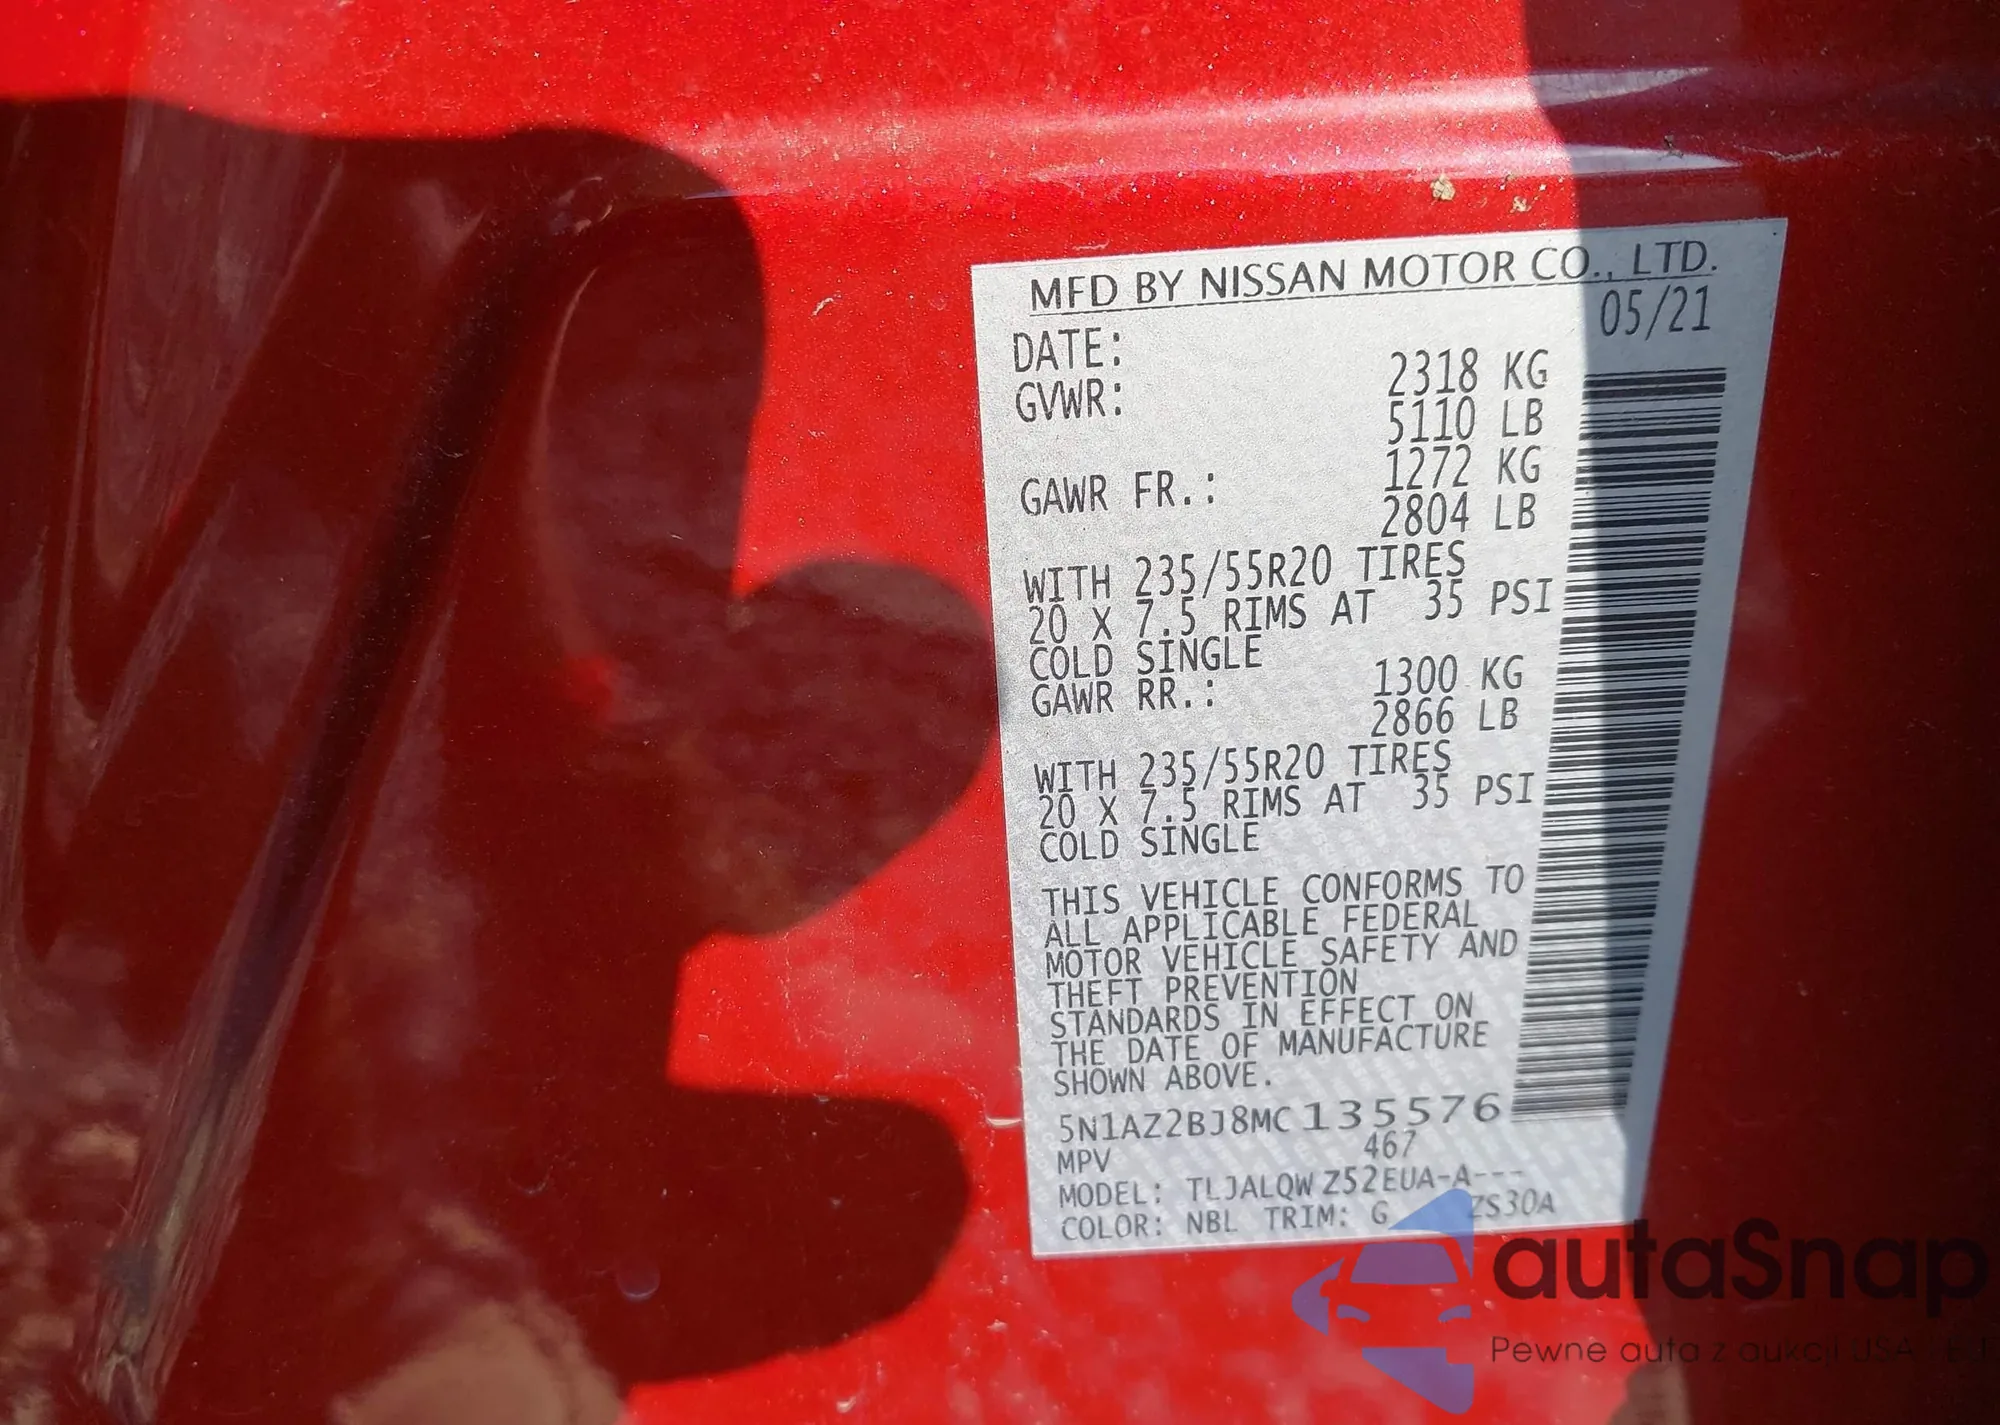 MFD BY NISSAN MOTOR CO., LTD.
DATE: 05/21
GVWR: 2318 KG
5110 LB
GAWR FR.: 1272 KG
2804 LB
WITH 235/55R20 TIRES
20 X 7.5 RIMS AT 35 PSI
COLD SINGLE
GAWR RR.: 1300 KG
2866 LB
WITH 235/55R20 TIRES
20 X 7.5 RIMS AT 35 PSI
COLD SINGLE
THIS VEHICLE CONFORMS TO
ALL APPLICABLE FEDERAL
MOTOR VEHICLE SAFETY AND
THEFT PREVENTION
STANDARDS IN EFFECT ON
THE DATE OF MANUFACTURE
SHOWN ABOVE.
5N1AZ2BJ8MC135576
MPV 467
MODEL: TLJALQW Z52EUA-A---
COLOR: NBL TRIM: G ZS30A
autaSnap
Pewne auta z aukcji USA